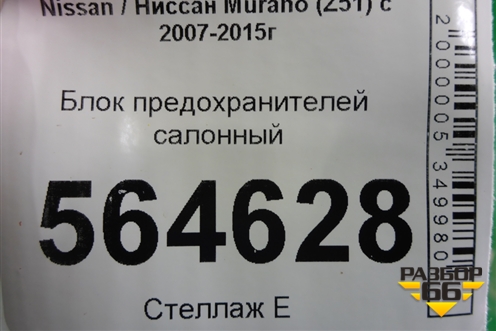 Nissan / Ниссан Murano (Z51) с
2007-2015г
Блок предохранителей
салонный
564628
Стеллаж Е
2000005349980
РАЗБОР
66